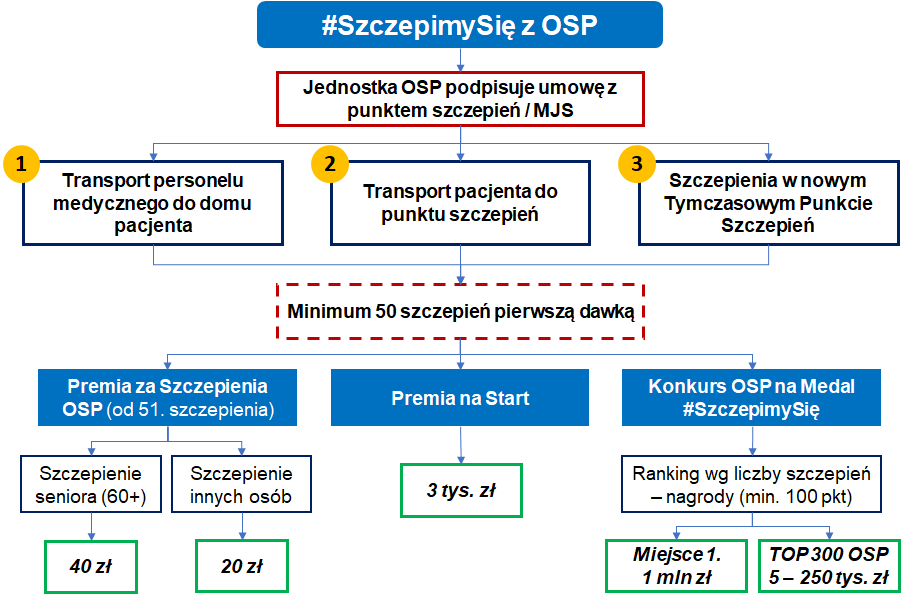 #SzczepimySię z OSP
Jednostka OSP podpisuje umowę z
punktem szczepień / MJS
1
Transport personelu
medycznego do domu
pacjenta
2
Transport pacjenta do
punktu szczepień
3
Szczepienia w nowym
Tymczasowym Punkcie
Szczepień
Minimum 50 szczepień pierwszą dawką
Premia za Szczepienia
OSP (od 51. szczepienia)
Premia na Start
Konkurs OSP na Medal
#SzczepimySię
Szczepienie
seniora (60+)
Szczepienie
innych osób
3 tys. zł
Ranking wg liczby szczepień
– nagrody (min. 100 pkt)
40 zł
20 zł
Miejsce 1.
1 mln zł
TOP 300 OSP
5 – 250 tys. zł